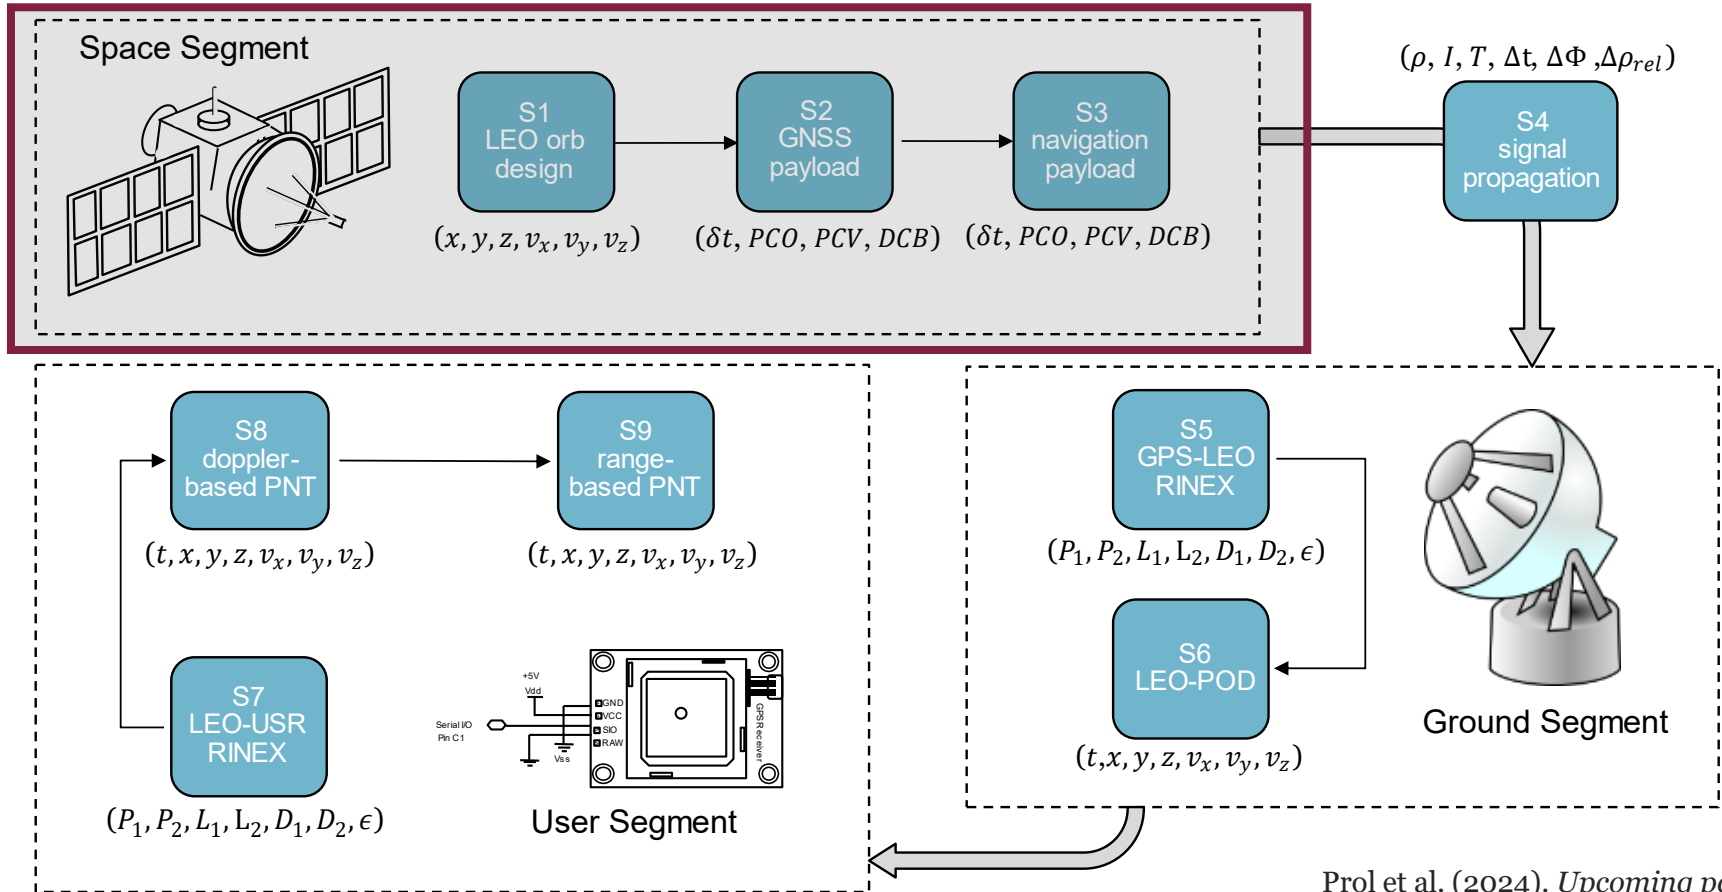 Space Segment
S1
LEO orb
design
(x, y, z, v_x, v_y, v_z)
S2
GNSS
payload
(δt, PCO, PCV, DCB)
S3
navigation
payload
(δt, PCO, PCV, DCB)
(ρ, I, T, Δt, ΔΦ ,Δρ_rel)
S4
signal
propagation
S8
doppler-
based PNT
(t, x, y, z, v_x, v_y, v_z)
S9
range-
based PNT
(t, x, y, z, v_x, v_y, v_z)
S7
LEO-USR
RINEX
(P_1, P_2, L_1, L_2, D_1, D_2, ϵ)
+5V
Vdd
Serial I/O
Pin C1
Vss
GND
VCC
SIO
RAW
GPS Receiver
User Segment
S5
GPS-LEO
RINEX
(P_1, P_2, L_1, L_2, D_1, D_2, ϵ)
S6
LEO-POD
(t,x, y, z, v_x, v_y, v_z)
Ground Segment
Prol et al. (2024). Upcoming